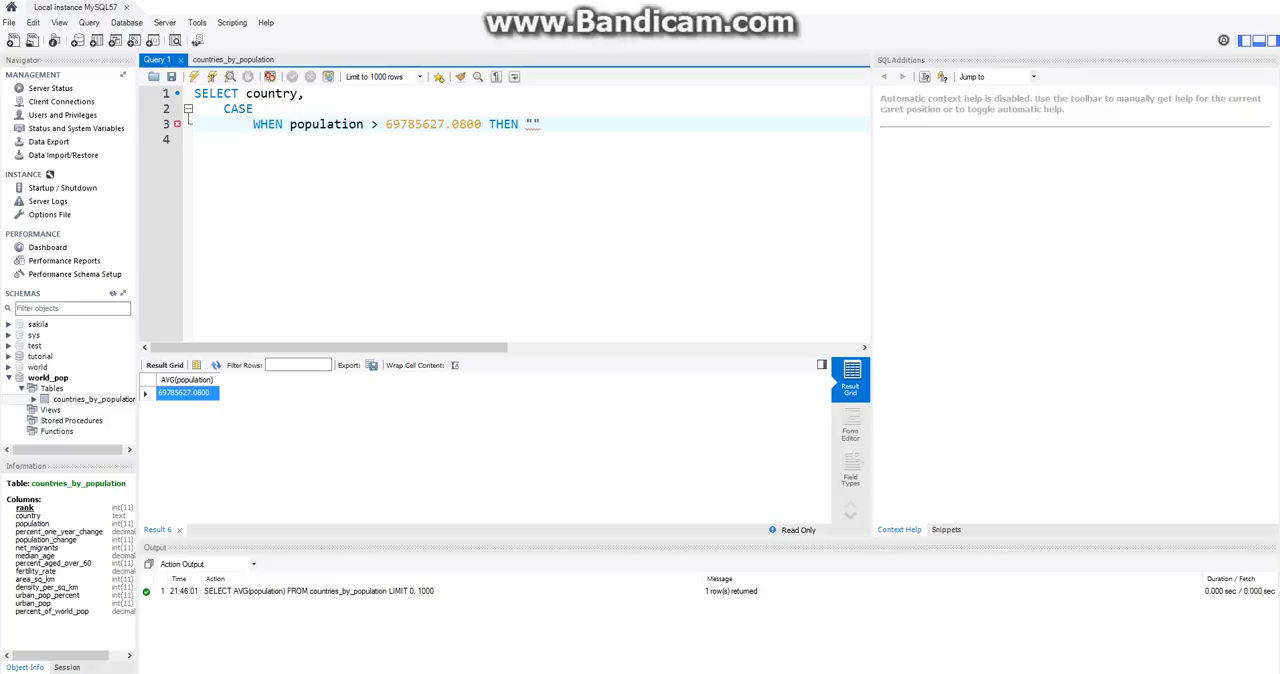 www.Bandicam.com
Local instance MySQL57
File Edit View Query Database Server Tools Scripting Help
Navigator
MANAGEMENT
Server Status
Client Connections
Users and Privileges
Status and System Variables
Data Export
Data Import/Restore
INSTANCE
Startup / Shutdown
Server Logs
Options File
PERFORMANCE
Dashboard
Performance Reports
Performance Schema Setup
SCHEMAS
Filter objects
sakila
sys
test
tutorial
world
world_pop
Tables
countries_by_population
Views
Stored Procedures
Functions
Information
Table: countries_by_population
Columns:
rank int(11)
country text
population int(11)
percent_one_year_change decimal
population_change int(11)
net_migrants int(11)
median_age decimal
percent_aged_over_60 decimal
fertility_rate decimal
area_sq_km int(11)
density_per_sq_km int(11)
urban_pop_percent int(11)
urban_pop int(11)
percent_of_world_pop decimal
Object Info Session
Query 1 countries_by_population
Limit to 1000 rows
1 SELECT country,
2 CASE
3 WHEN population > 69785627.0800 THEN ""
4
Result Grid Filter Rows: Export: Wrap Cell Content:
AVG(population)
69785627.0800
Result Grid
Form Editor
Field Types
Result 6 Read Only
SQLAdditions
Jump to
Automatic context help is disabled. Use the toolbar to manually get help for the current
caret position or to toggle automatic help.
Context Help Snippets
Output
Action Output
Time Action Message Duration / Fetch
1 21:46:01 SELECT AVG(population) FROM countries_by_population LIMIT 0, 1000 1 row(s) returned 0.000 sec / 0.000 sec